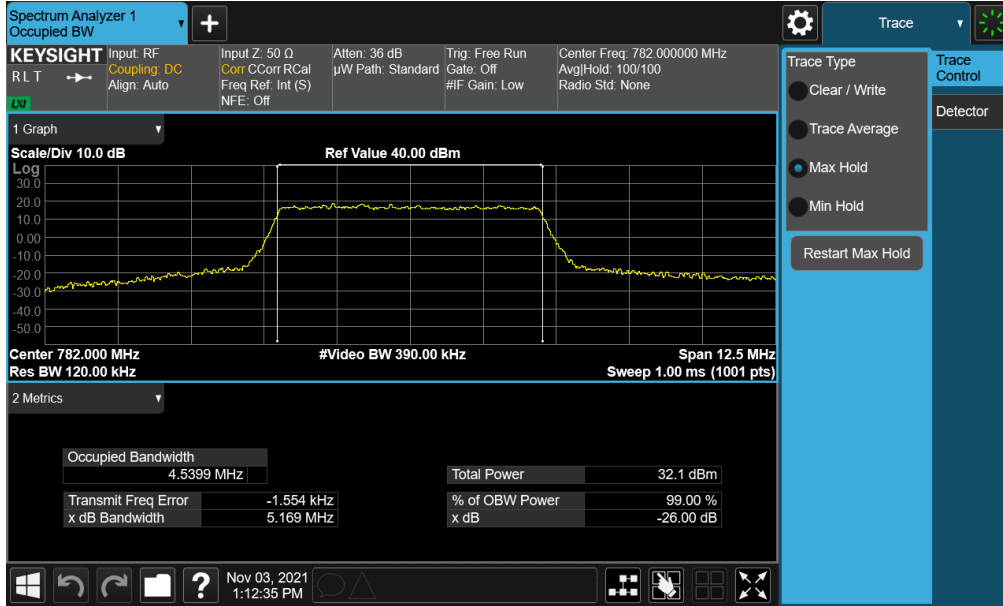 Spectrum Analyzer 1
Occupied BW
Trace
KEYSIGHT
R L T
LXI
Input: RF
Coupling: DC
Align: Auto
Input Z: 50 Ω
Corr CCorr RCal
Freq Ref: Int (S)
NFE: Off
Atten: 36 dB
µW Path: Standard
Trig: Free Run
Gate: Off
#IF Gain: Low
Center Freq: 782.000000 MHz
Avg|Hold: 100/100
Radio Std: None
1 Graph
Scale/Div 10.0 dB
Ref Value 40.00 dBm
Log
30.0
20.0
10.0
0.00
-10.0
-20.0
-30.0
-40.0
-50.0
Center 782.000 MHz
#Video BW 390.00 kHz
Span 12.5 MHz
Res BW 120.00 kHz
Sweep 1.00 ms (1001 pts)
2 Metrics
Occupied Bandwidth
4.5399 MHz
Total Power 32.1 dBm
Transmit Freq Error -1.554 kHz
% of OBW Power 99.00 %
x dB Bandwidth 5.169 MHz
x dB -26.00 dB
Trace Type
Clear / Write
Trace Average
Max Hold
Min Hold
Restart Max Hold
Trace
Control
Detector
?
Nov 03, 2021
1:12:35 PM